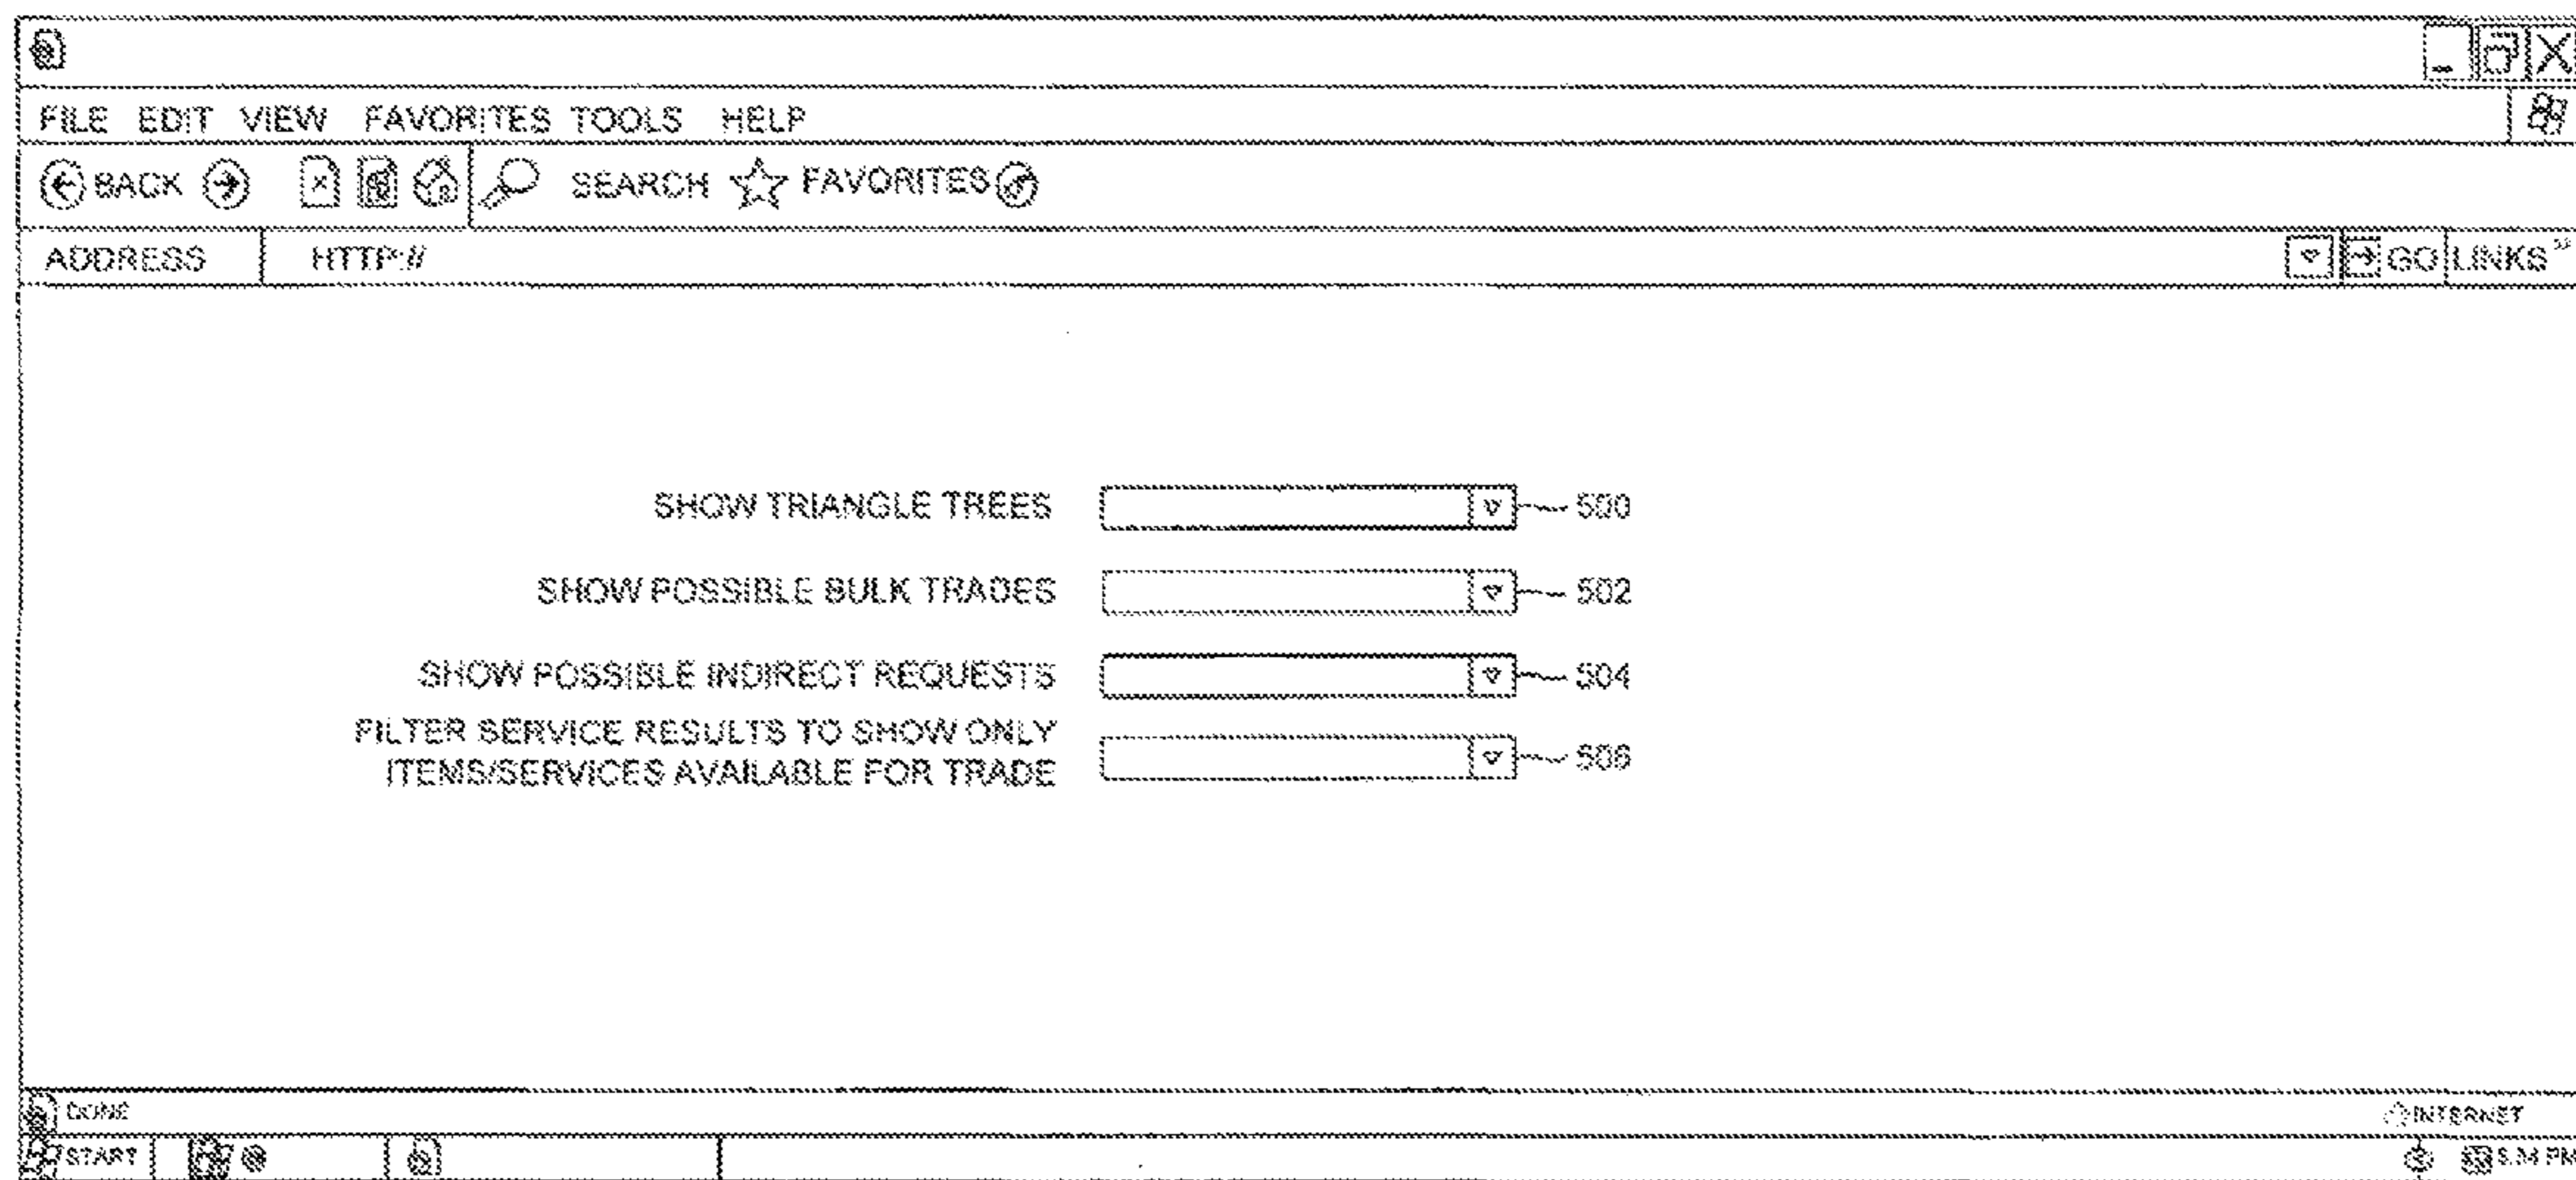 FILE EDIT VIEW FAVORITES TOOLS HELP
BACK SEARCH FAVORITES
ADDRESS HTTP:// GO LINKS
SHOW TRIANGLE TREES 500
SHOW POSSIBLE BULK TRADES 502
SHOW POSSIBLE INDIRECT REQUESTS 504
FILTER SERVICE RESULTS TO SHOW ONLY
ITEMS/SERVICES AVAILABLE FOR TRADE 506
DONE INTERNET
START PM